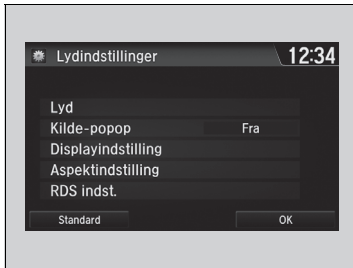 Lydindstillinger
12:34
Lyd
Kilde-popop Fra
Displayindstilling
Aspektindstilling
RDS indst.
Standard OK